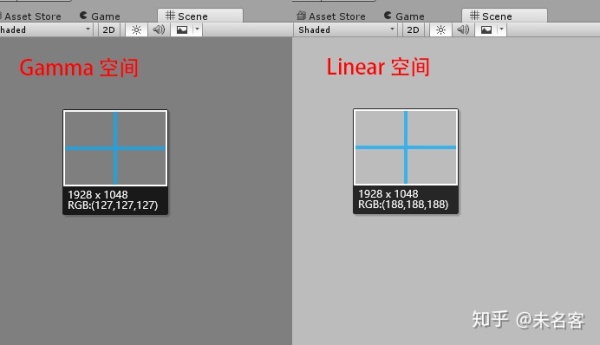 Asset Store Game Scene
Shaded 2D
Gamma 空间
1928 x 1048
RGB:(127,127,127)
Asset Store Game Scene
Shaded 2D
Linear 空间
1928 x 1048
RGB:(188,188,188)
知乎 @未名客